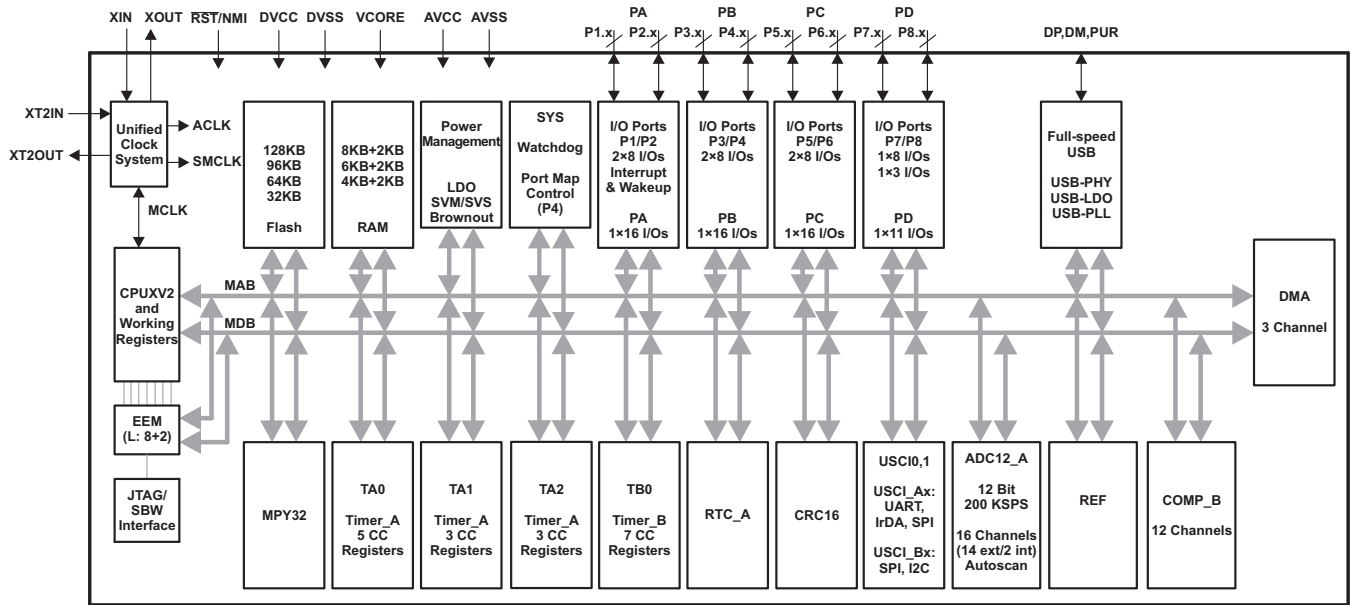 XIN
XOUT
RST/NMI
DVCC
DVSS
VCORE
AVCC
AVSS
PA
P1.x
P2.x
PB
P3.x
P4.x
PC
P5.x
P6.x
PD
P7.x
P8.x
DP,DM,PUR
XT2IN
XT2OUT
Unified
Clock
System
ACLK
SMCLK
MCLK
128KB
96KB
64KB
32KB
Flash
8KB+2KB
6KB+2KB
4KB+2KB
RAM
Power
Management
LDO
SVM/SVS
Brownout
SYS
Watchdog
Port Map
Control
(P4)
I/O Ports
P1/P2
2×8 I/Os
Interrupt
& Wakeup
PA
1×16 I/Os
I/O Ports
P3/P4
2×8 I/Os
PB
1×16 I/Os
I/O Ports
P5/P6
2×8 I/Os
PC
1×16 I/Os
I/O Ports
P7/P8
1×8 I/Os
1×3 I/Os
PD
1×11 I/Os
Full-speed
USB
USB-PHY
USB-LDO
USB-PLL
CPUXV2
and
Working
Registers
MAB
MDB
DMA
3 Channel
EEM
(L: 8+2)
JTAG/
SBW
Interface
MPY32
TA0
Timer_A
5 CC
Registers
TA1
Timer_A
3 CC
Registers
TA2
Timer_A
3 CC
Registers
TB0
Timer_B
7 CC
Registers
RTC_A
CRC16
USCI0,1
USCI_Ax:
UART,
IrDA, SPI
USCI_Bx:
SPI, I2C
ADC12_A
12 Bit
200 KSPS
16 Channels
(14 ext/2 int)
Autoscan
REF
COMP_B
12 Channels